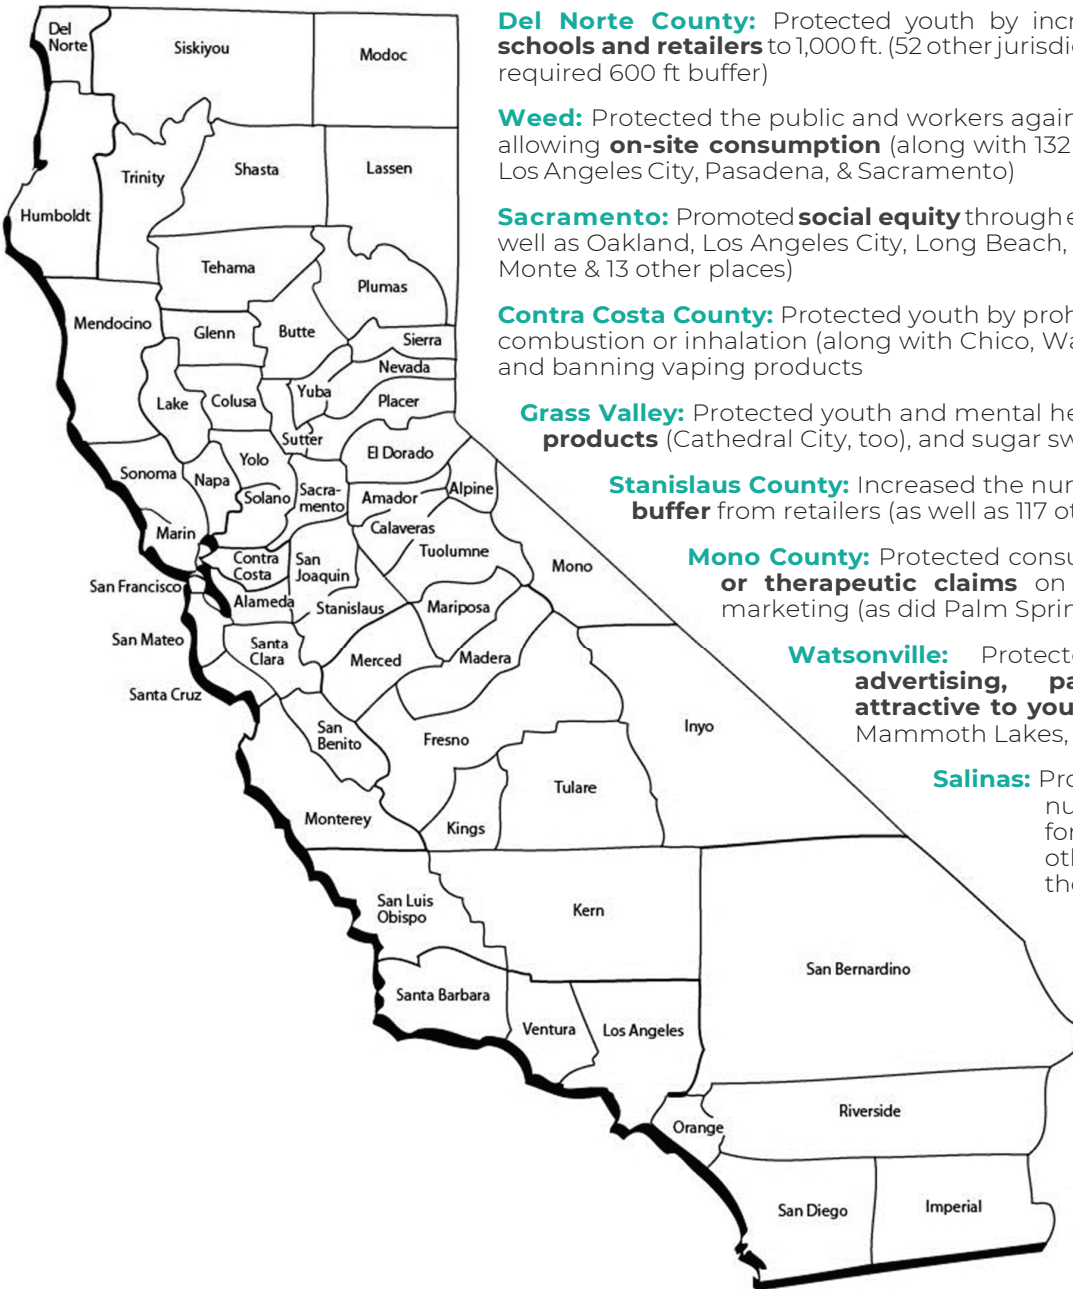 Del Norte County: Protected youth by incr
schools and retailers to 1,000 ft. (52 other jurisdic
required 600 ft buffer)
Weed: Protected the public and workers again
allowing on-site consumption (along with 132
Los Angeles City, Pasadena, & Sacramento)
Sacramento: Promoted social equity through e
well as Oakland, Los Angeles City, Long Beach,
Monte & 13 other places)
Contra Costa County: Protected youth by proh
combustion or inhalation (along with Chico, Wa
and banning vaping products
Grass Valley: Protected youth and mental he
products (Cathedral City, too), and sugar sw
Stanislaus County: Increased the nur
buffer from retailers (as well as 117 ot
Mono County: Protected consu
or therapeutic claims on
marketing (as did Palm Sprin
Watsonville: Protecte
advertising, pa
attractive to you
Mammoth Lakes,
Salinas: Pro
nu
for
oth
the
Del
Norte
Siskiyou
Modoc
Humboldt
Trinity
Shasta
Lassen
Tehama
Plumas
Mendocino
Glenn
Butte
Sierra
Nevada
Yuba
Placer
Lake
Colusa
Sutter
El Dorado
Sonoma
Napa
Yolo
Solano
Sacra-
mento
Amador
Alpine
Calaveras
Marin
Contra
Costa
San
Joaquin
Tuolumne
Mono
San Francisco
Alameda
Stanislaus
Mariposa
San Mateo
Santa
Clara
Merced
Madera
Santa Cruz
San
Benito
Fresno
Inyo
Monterey
Kings
Tulare
San Luis
Obispo
Kern
San Bernardino
Santa Barbara
Ventura
Los Angeles
Orange
Riverside
San Diego
Imperial